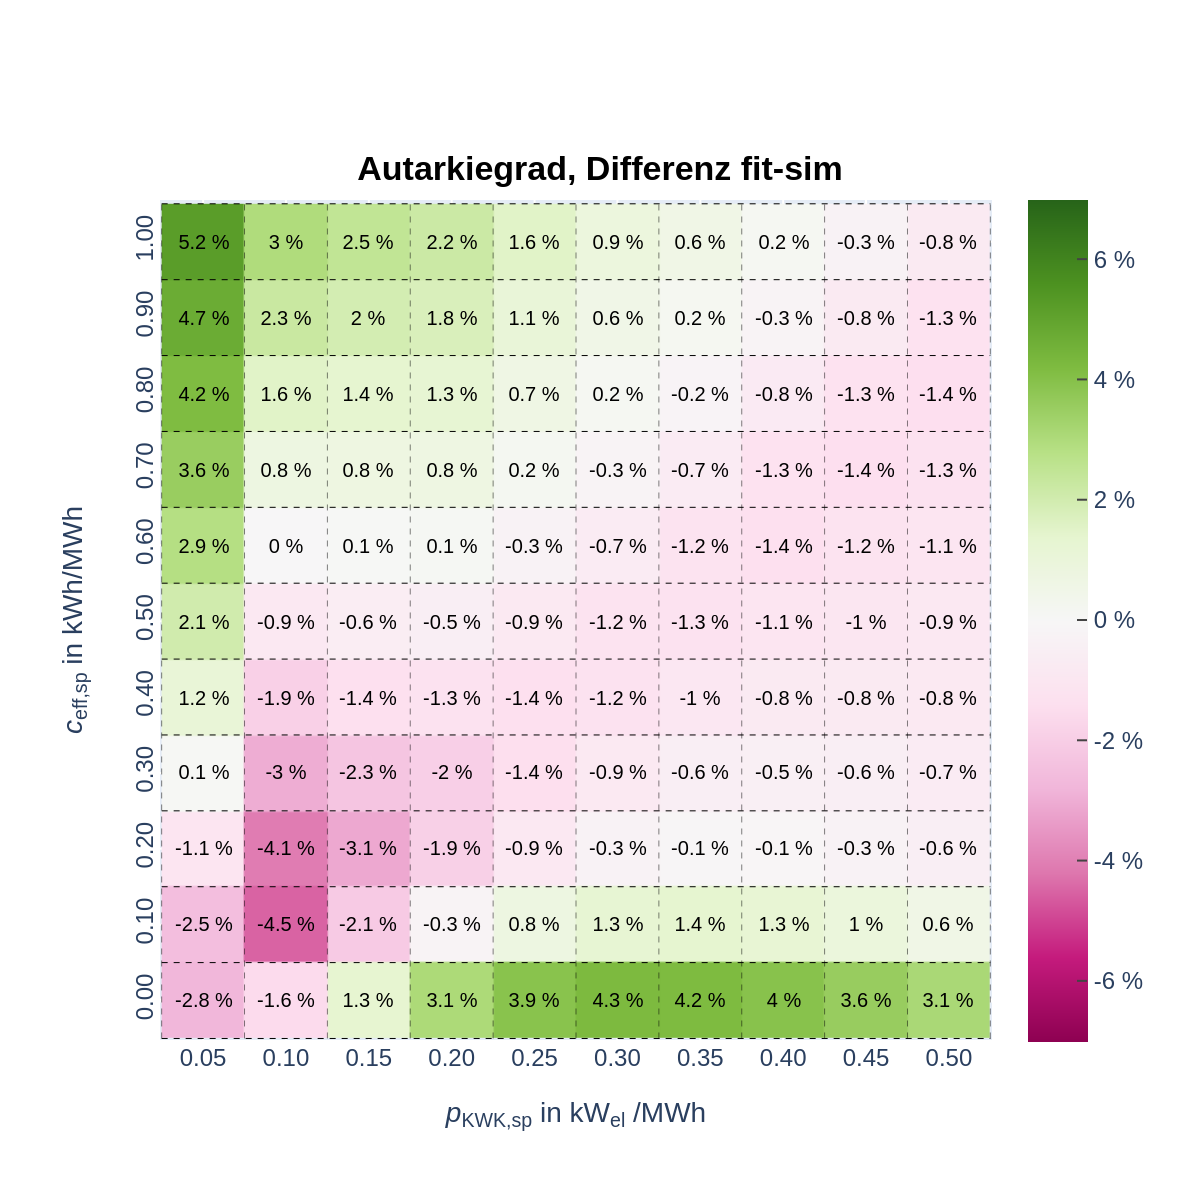 Autarkiegrad, Differenz fit-sim
1.00 5.2 % 3 % 2.5 % 2.2 % 1.6 % 0.9 % 0.6 % 0.2 % -0.3 % -0.8 %
0.90 4.7 % 2.3 % 2 % 1.8 % 1.1 % 0.6 % 0.2 % -0.3 % -0.8 % -1.3 %
0.80 4.2 % 1.6 % 1.4 % 1.3 % 0.7 % 0.2 % -0.2 % -0.8 % -1.3 % -1.4 %
0.70 3.6 % 0.8 % 0.8 % 0.8 % 0.2 % -0.3 % -0.7 % -1.3 % -1.4 % -1.3 %
0.60 2.9 % 0 % 0.1 % 0.1 % -0.3 % -0.7 % -1.2 % -1.4 % -1.2 % -1.1 %
0.50 2.1 % -0.9 % -0.6 % -0.5 % -0.9 % -1.2 % -1.3 % -1.1 % -1 % -0.9 %
0.40 1.2 % -1.9 % -1.4 % -1.3 % -1.4 % -1.2 % -1 % -0.8 % -0.8 % -0.8 %
0.30 0.1 % -3 % -2.3 % -2 % -1.4 % -0.9 % -0.6 % -0.5 % -0.6 % -0.7 %
0.20 -1.1 % -4.1 % -3.1 % -1.9 % -0.9 % -0.3 % -0.1 % -0.1 % -0.3 % -0.6 %
0.10 -2.5 % -4.5 % -2.1 % -0.3 % 0.8 % 1.3 % 1.4 % 1.3 % 1 % 0.6 %
0.00 -2.8 % -1.6 % 1.3 % 3.1 % 3.9 % 4.3 % 4.2 % 4 % 3.6 % 3.1 %
0.05 0.10 0.15 0.20 0.25 0.30 0.35 0.40 0.45 0.50
p KWK,sp in kW el /MWh
c eff,sp in kWh/MWh
6 %
4 %
2 %
0 %
-2 %
-4 %
-6 %